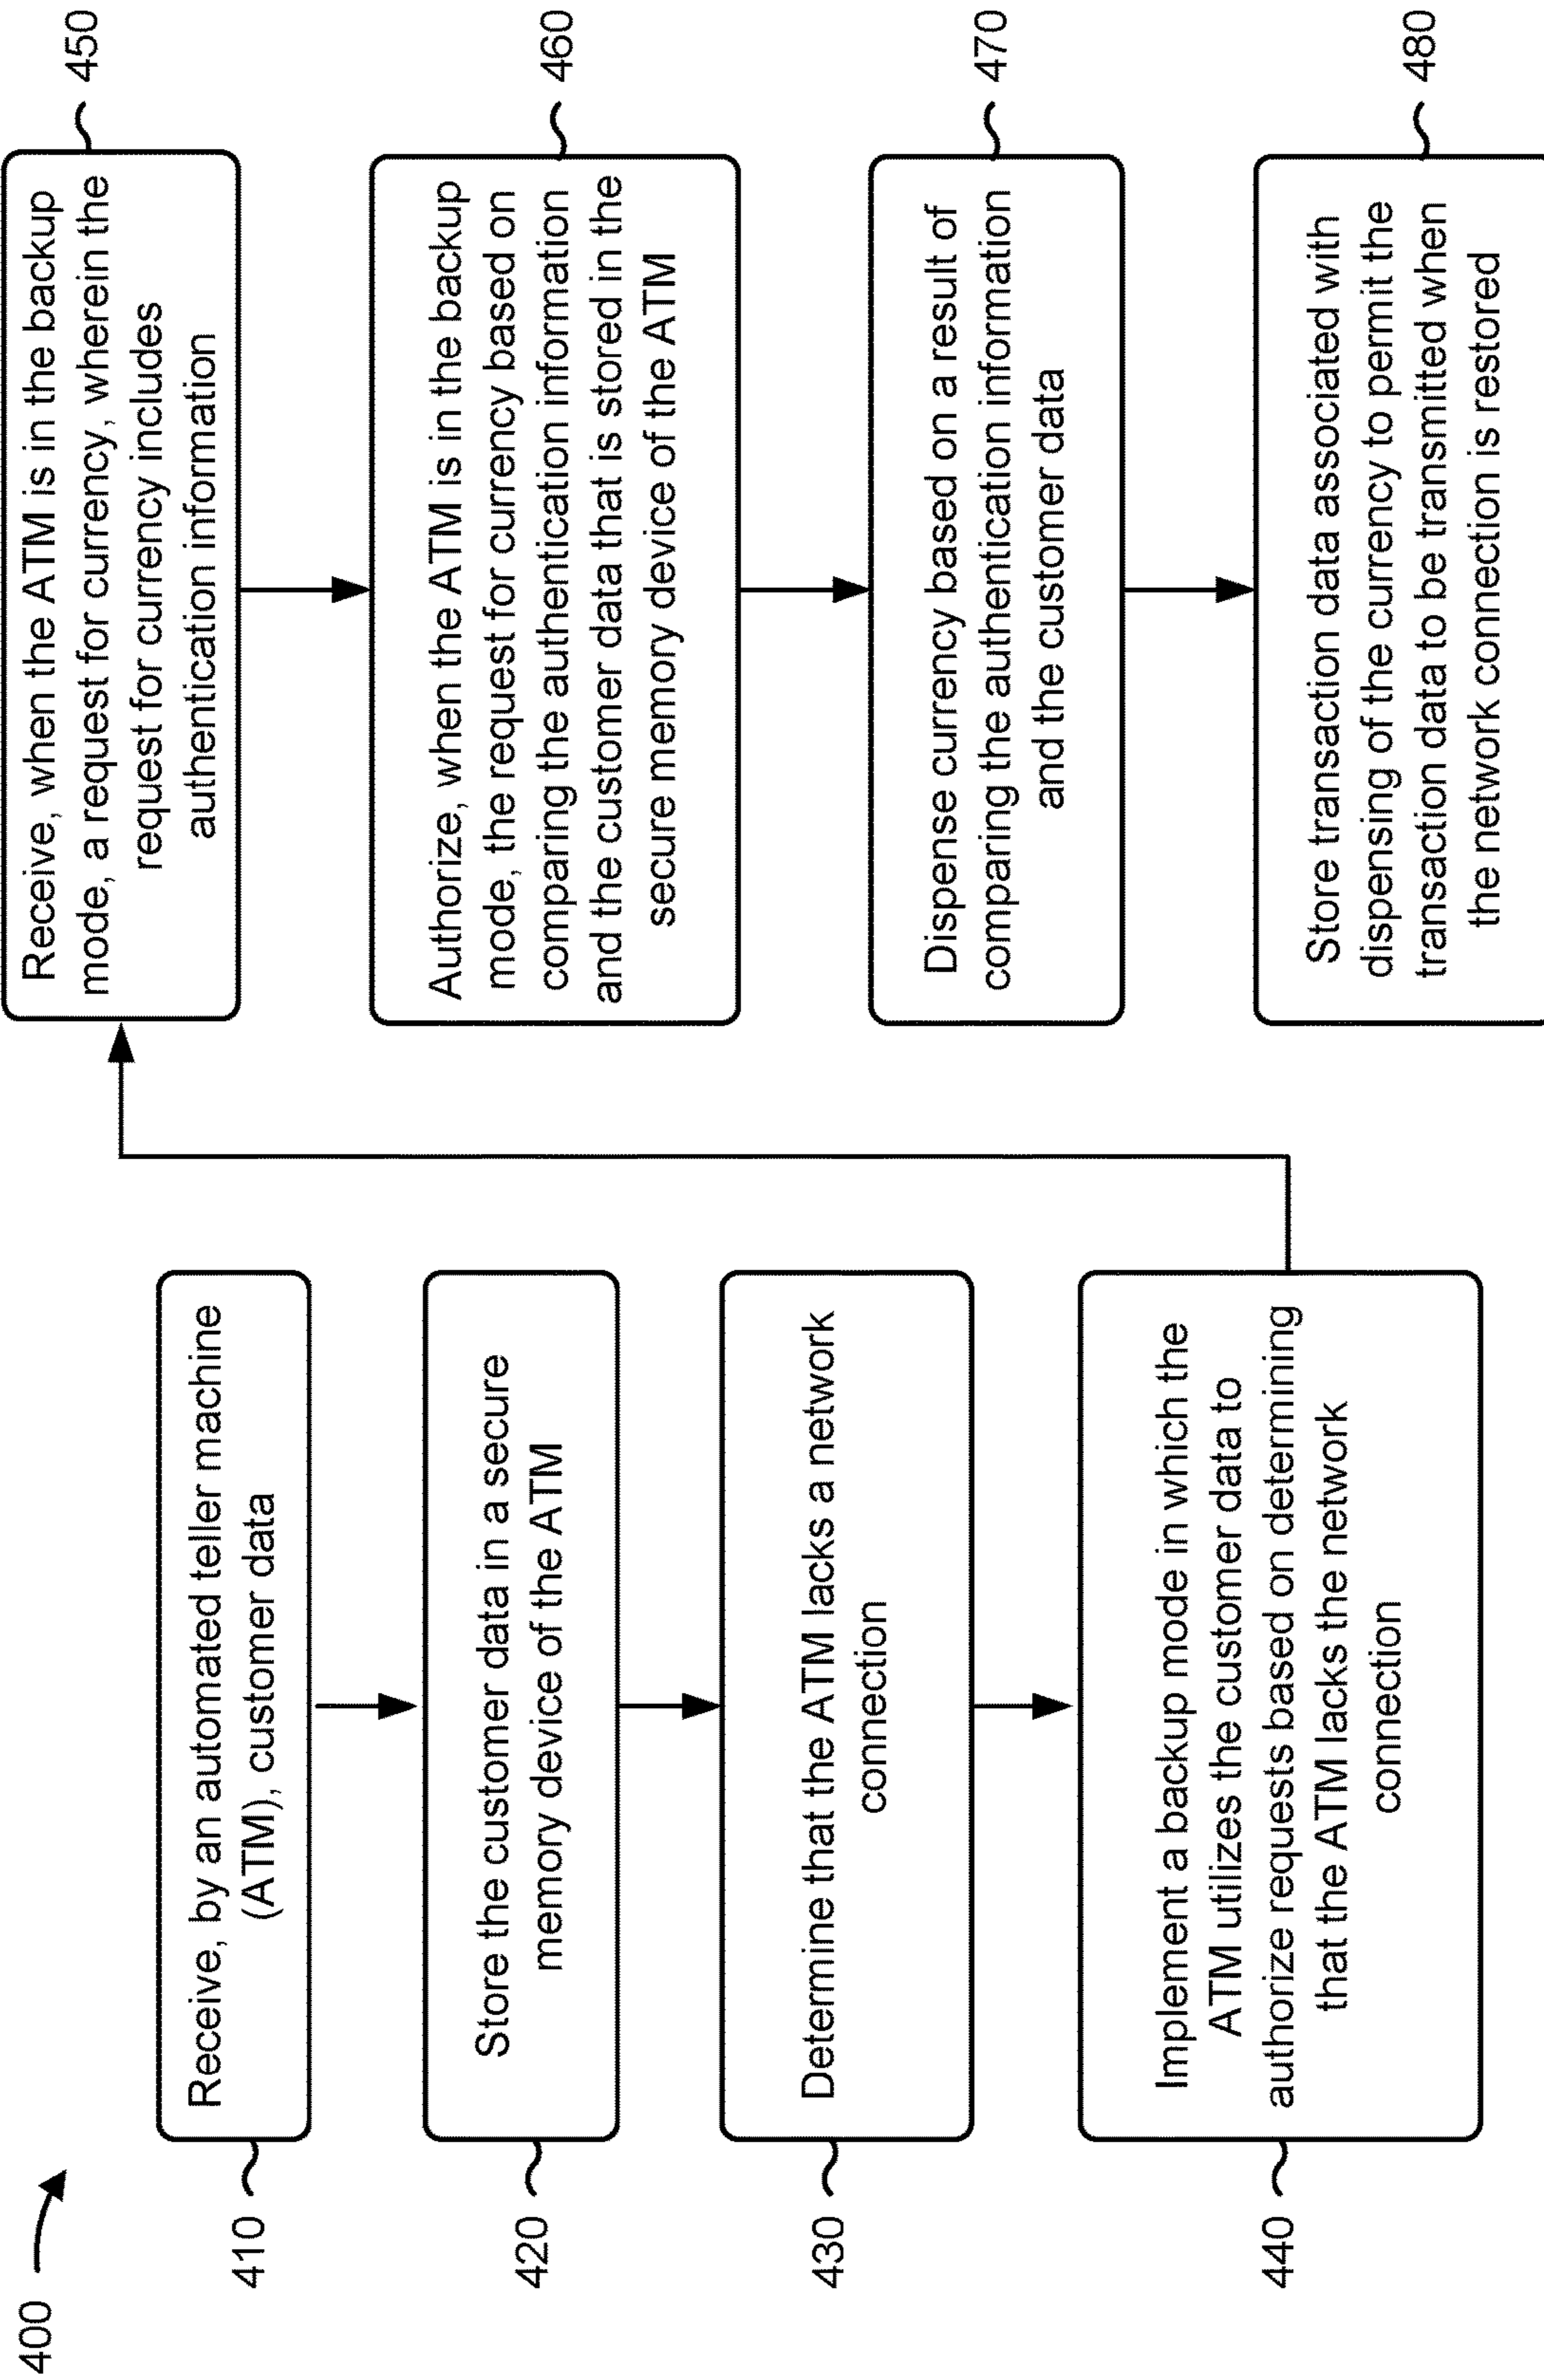 400
410
Receive, by an automated teller machine
(ATM), customer data
420
Store the customer data in a secure
memory device of the ATM
430
Determine that the ATM lacks a network
connection
440
Implement a backup mode in which the
ATM utilizes the customer data to
authorize requests based on determining
that the ATM lacks the network
connection
450
Receive, when the ATM is in the backup
mode, a request for currency, wherein the
request for currency includes
authentication information
460
Authorize, when the ATM is in the backup
mode, the request for currency based on
comparing the authentication information
and the customer data that is stored in the
secure memory device of the ATM
470
Dispense currency based on a result of
comparing the authentication information
and the customer data
480
Store transaction data associated with
dispensing of the currency to permit the
transaction data to be transmitted when
the network connection is restored